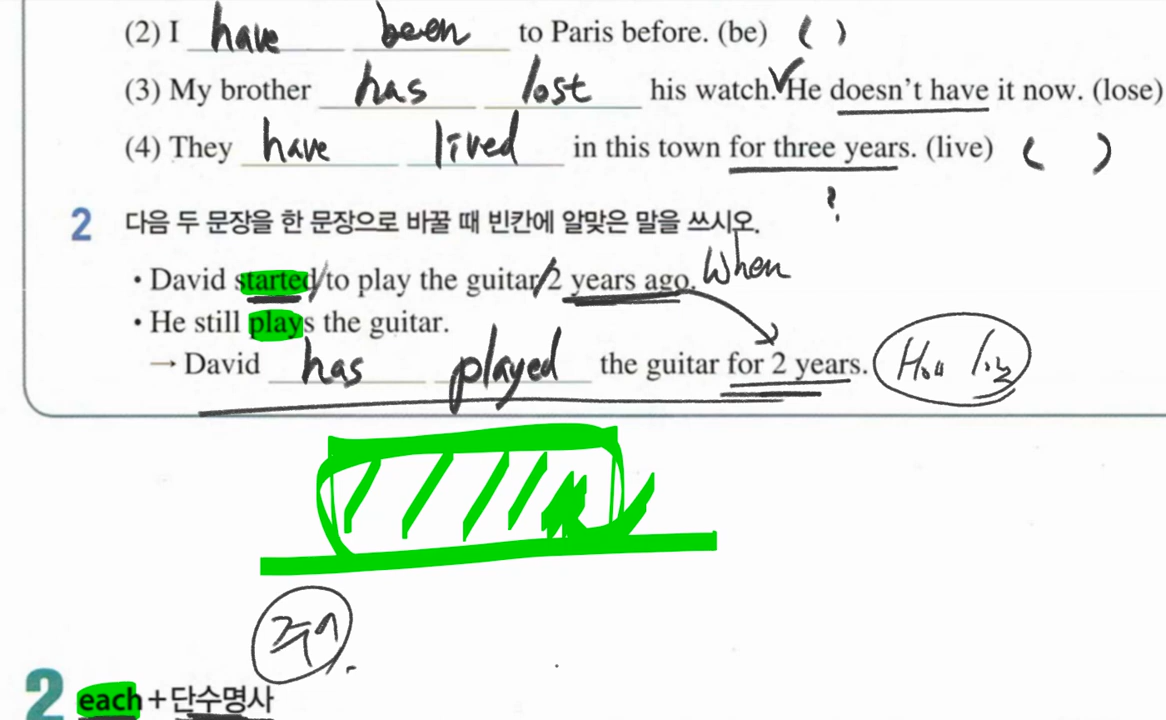 (2) I have been to Paris before. (be) ( )
(3) My brother has lost his watch. He doesn't have it now. (lose)
(4) They have lived in this town for three years. (live) ( )
?
2 다음 두 문장을 한 문장으로 바꿀 때 빈칸에 알맞은 말을 쓰시오.
• David started/to play the guitar/2 years ago. When
• He still plays the guitar.
→ David has played the guitar for 2 years. How long
주어
2 each+단수명사